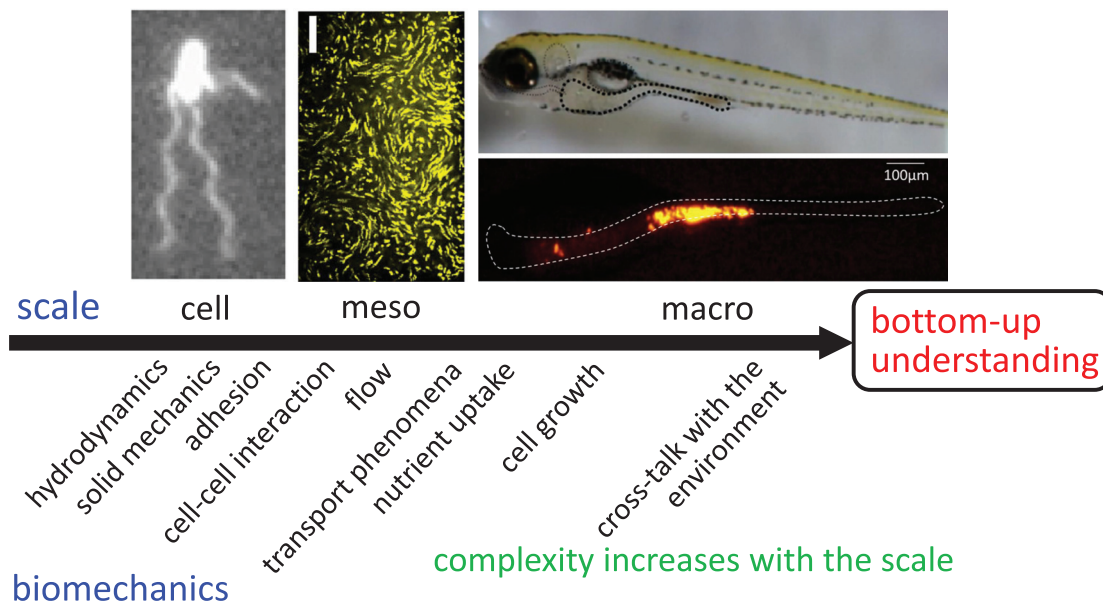 100μm
scale
cell
meso
macro
bottom-up
understanding
hydrodynamics
solid mechanics
adhesion
cell-cell interaction
flow
transport phenomena
nutrient uptake
cell growth
cross-talk with the
environment
complexity increases with the scale
biomechanics